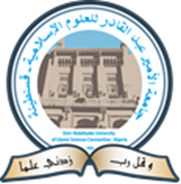 جامعة الأمير عبد القادر للعلوم الإسلامية - قسنطينة
Emir Abdelkader University
of Islamic Sciences Constantine - Algeria
وقل رب
زدني علما